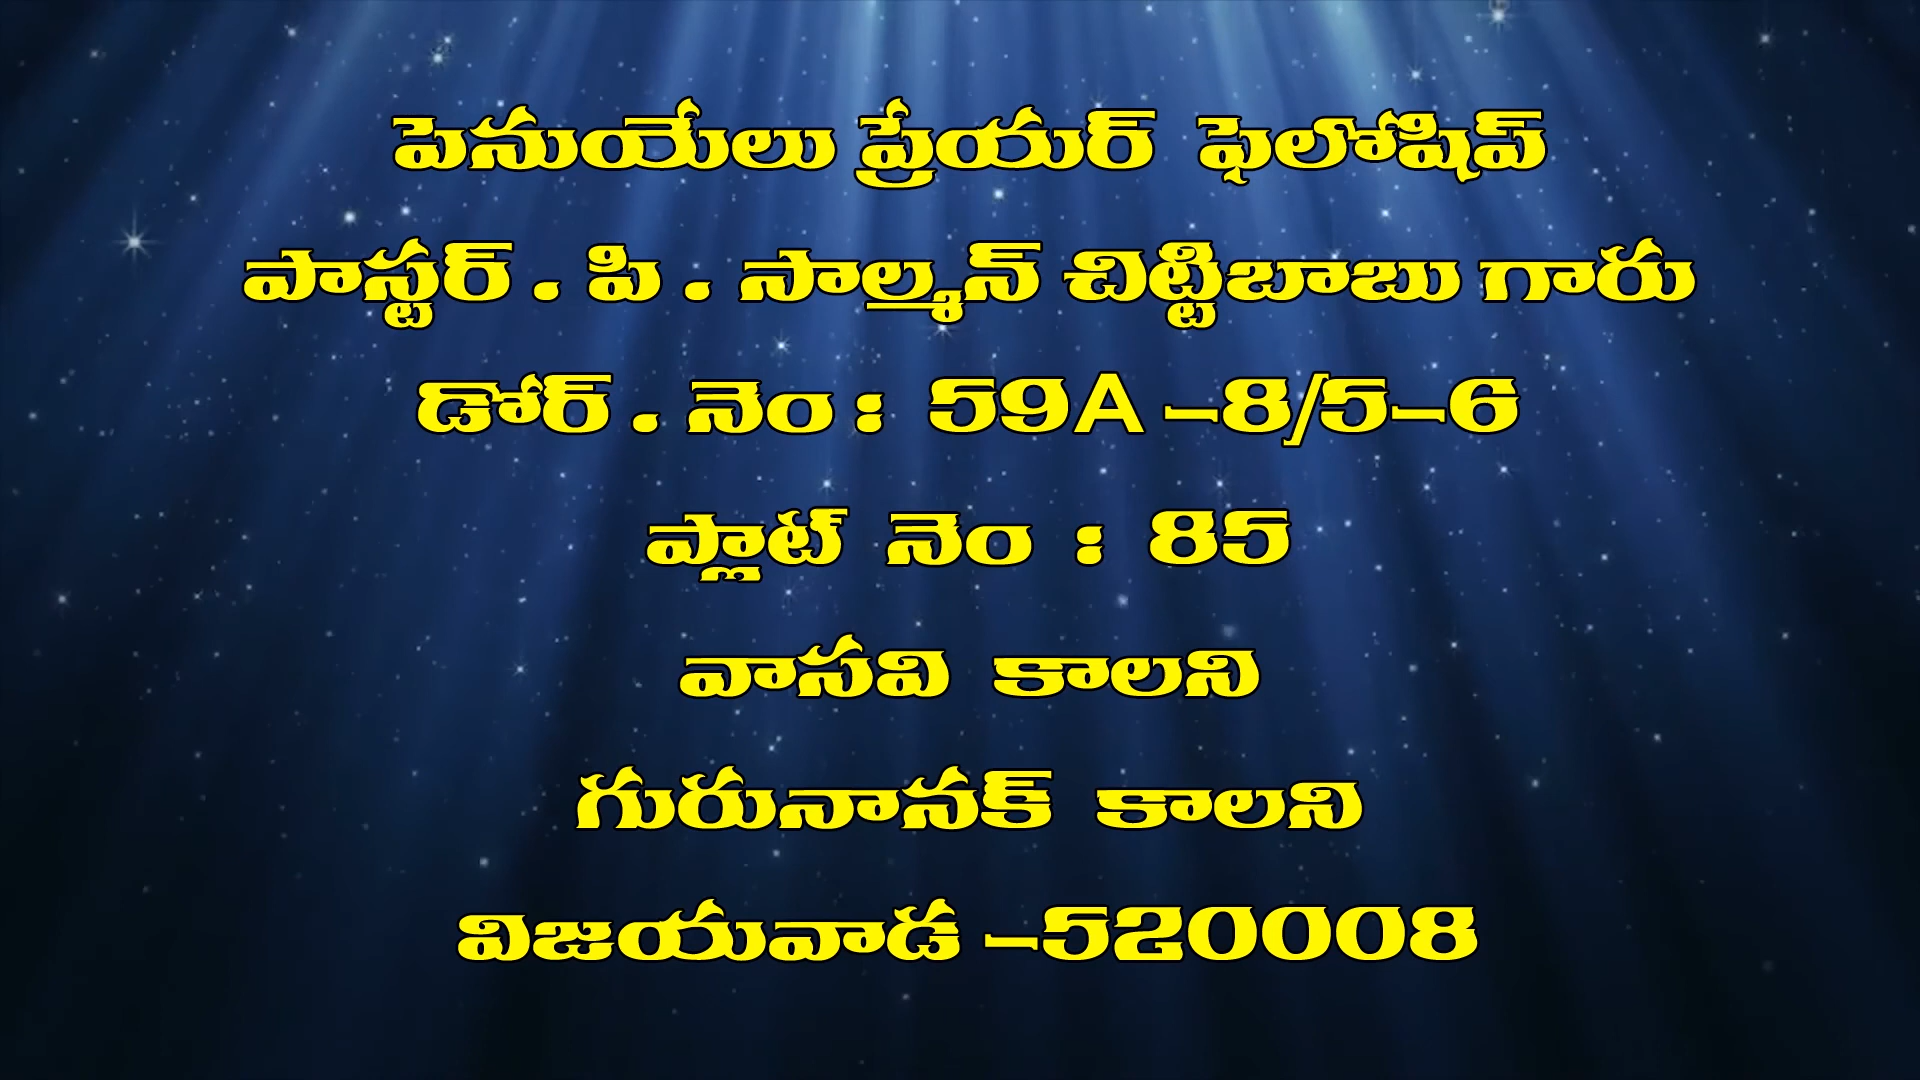 పెనుయేలు ప్రేయర్ ఫెలోషిప్
పాస్టర్ . పి . సాల్మన్ చిట్టిబాబు గారు
డోర్ . నెం : 59A -8/5-6
ప్లాట్ నెం : 85
వాసవి కాలని
గురునానక్ కాలని
విజయవాడ -520008